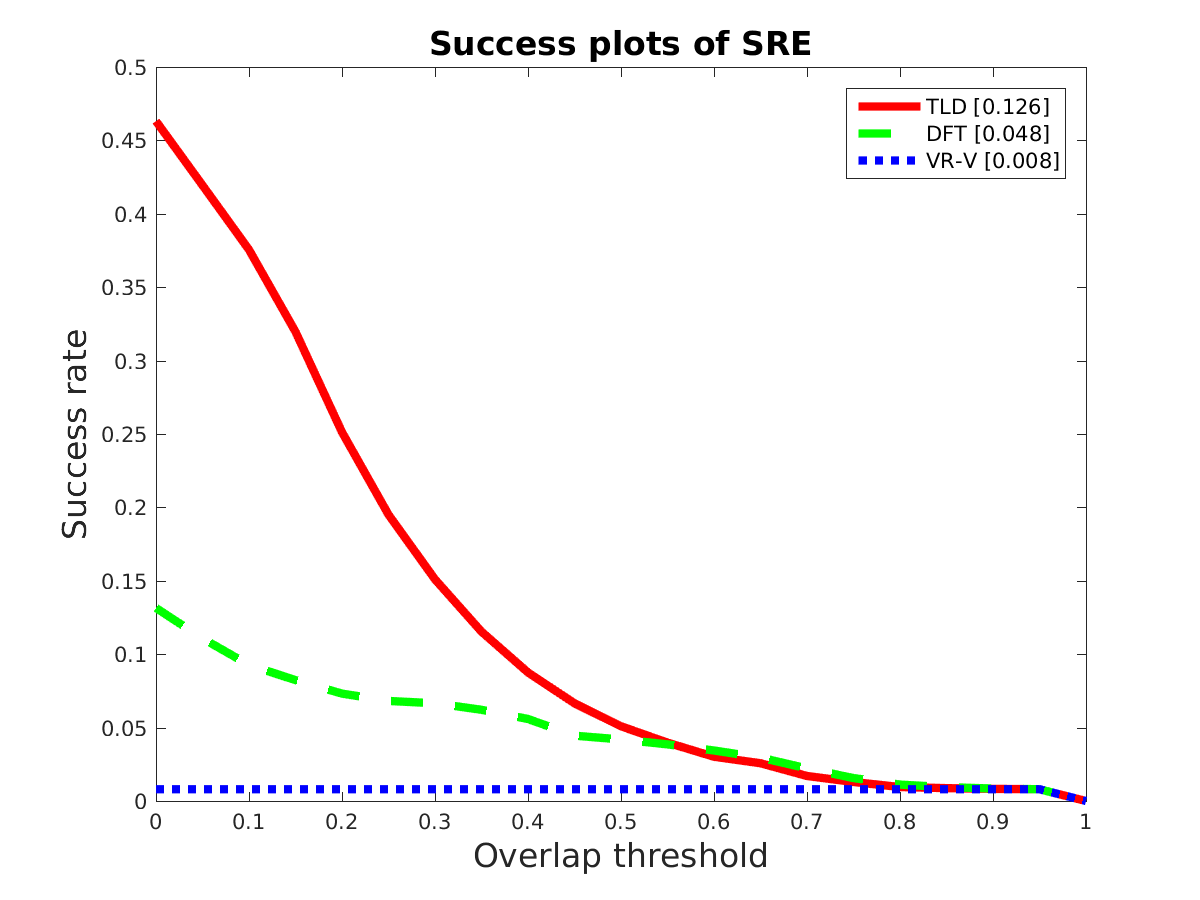 Success plots of SRE
TLD [0.126]
DFT [0.048]
VR-V [0.008]
0.5
0.45
0.4
0.35
0.3
0.25
0.2
0.15
0.1
0.05
0
Success rate
0 0.1 0.2 0.3 0.4 0.5 0.6 0.7 0.8 0.9 1
Overlap threshold